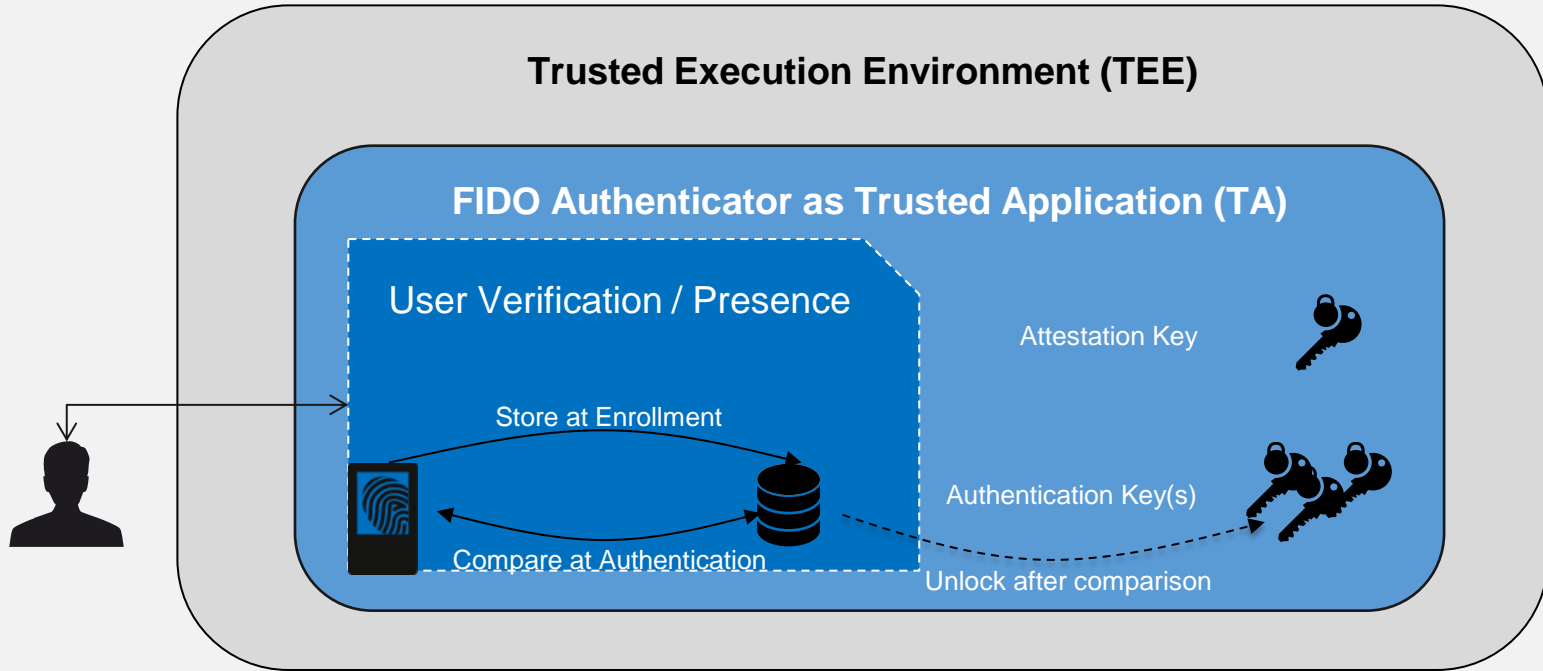 Trusted Execution Environment (TEE)
FIDO Authenticator as Trusted Application (TA)
User Verification / Presence
Attestation Key
Store at Enrollment
Authentication Key(s)
Compare at Authentication
Unlock after comparison